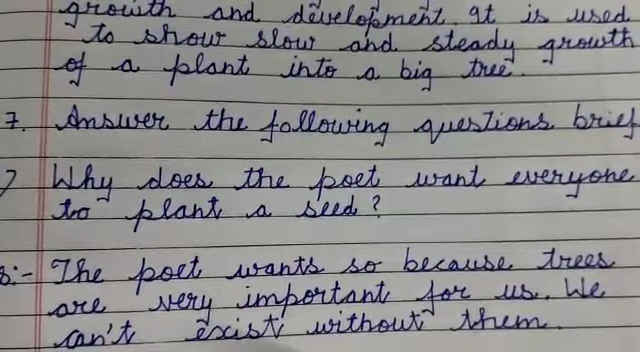 growth and development. It is used
to show slow and steady growth
of a plant into a big tree.
7. Answer the following questions brief
Why does the poet want everyone
to plant a seed?
:- The poet wants so because trees
are very important for us. We
can't exist without them.